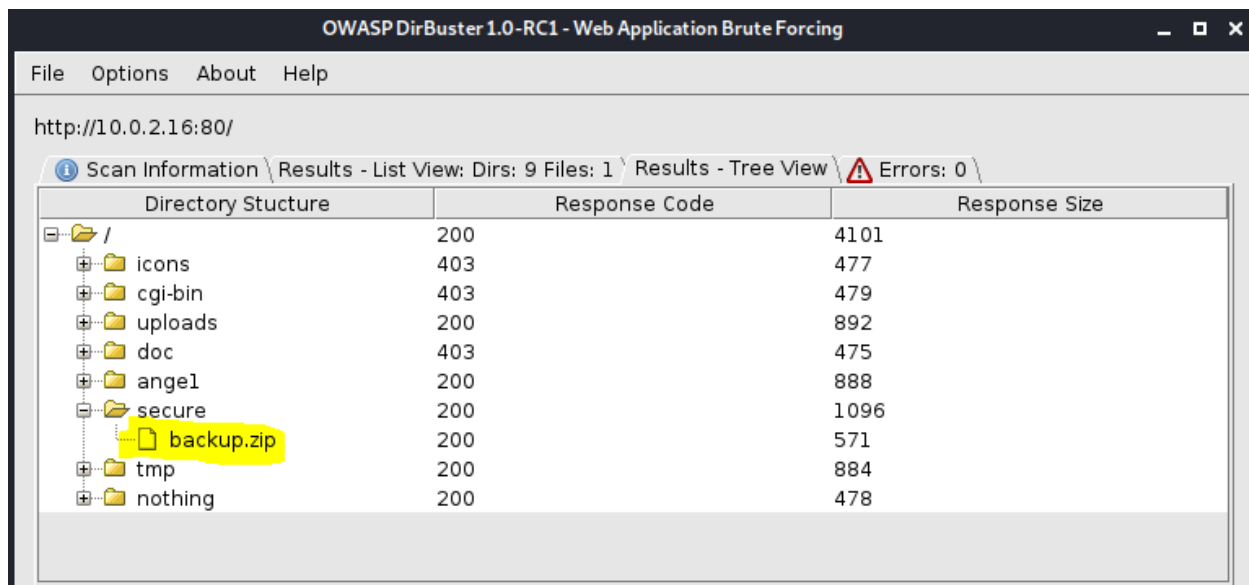 OWASP DirBuster 1.0-RC1 - Web Application Brute Forcing
File Options About Help
http://10.0.2.16:80/
Scan Information Results - List View: Dirs: 9 Files: 1 Results - Tree View Errors: 0
Directory Stucture Response Code Response Size
/ 200 4101
icons 403 477
cgi-bin 403 479
uploads 200 892
doc 403 475
ange1 200 888
secure 200 1096
backup.zip 200 571
tmp 200 884
nothing 200 478